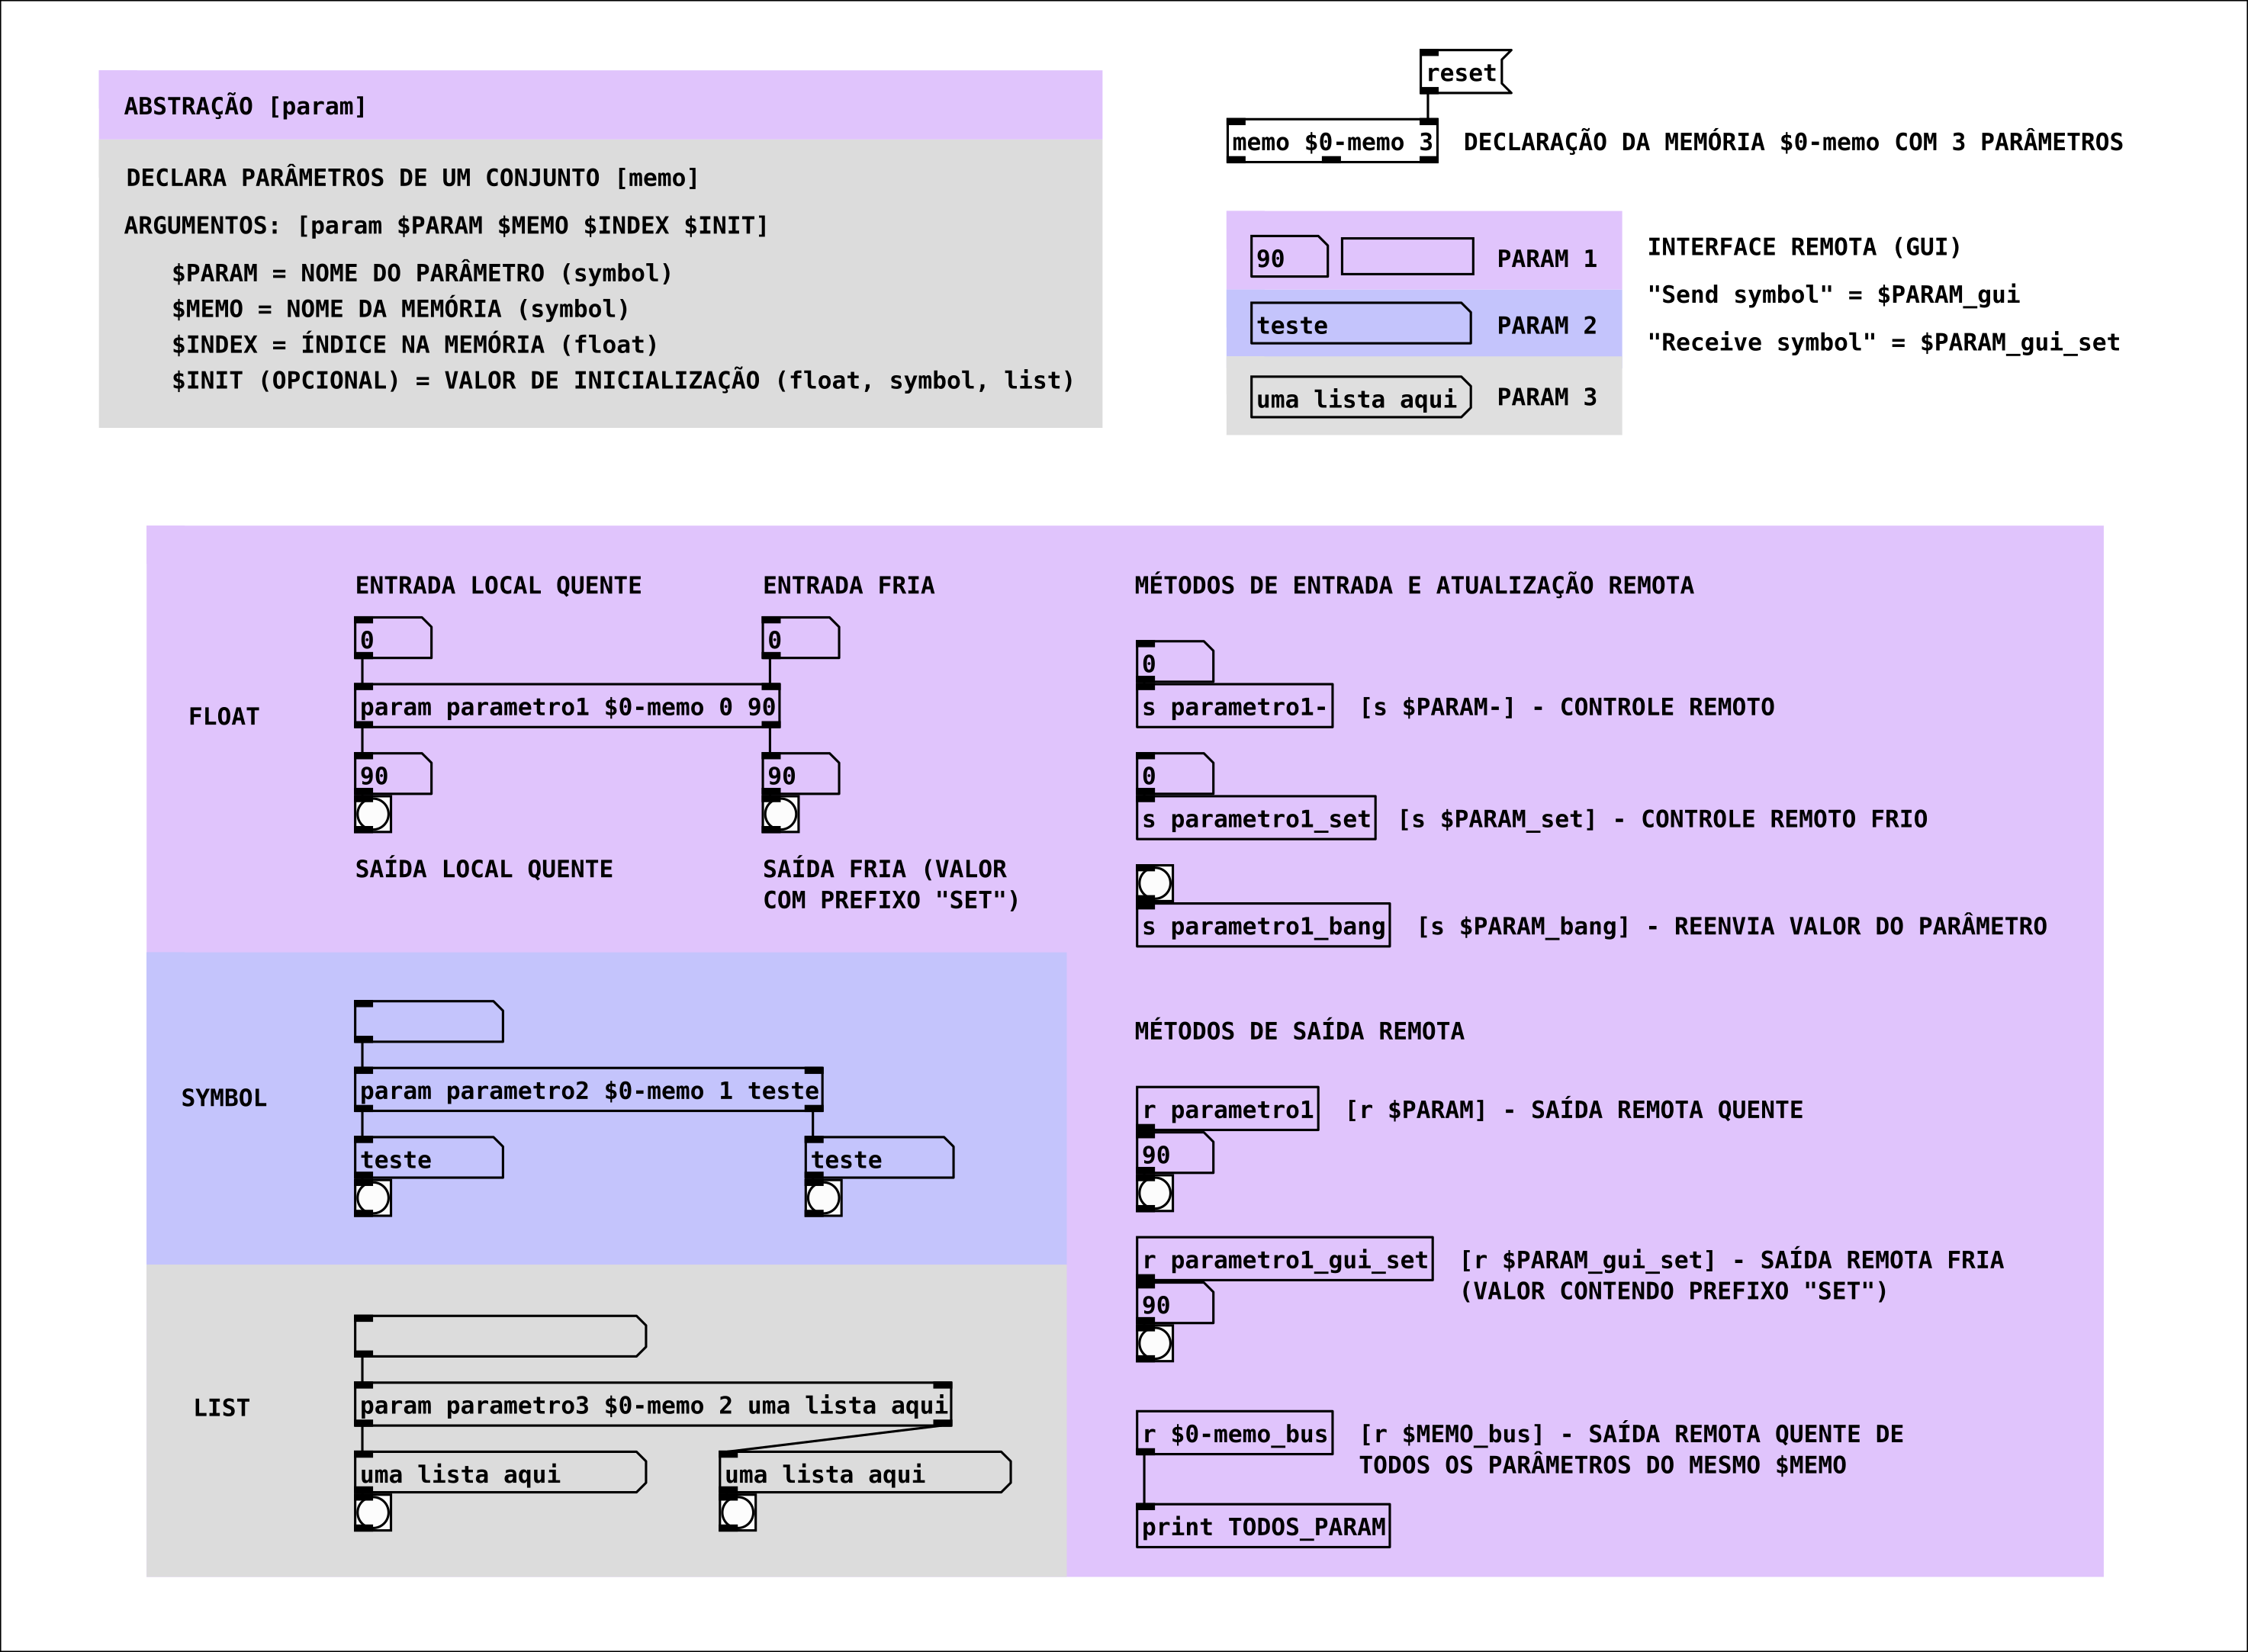 ABSTRAÇÃO [param]
DECLARA PARÂMETROS DE UM CONJUNTO [memo]
ARGUMENTOS: [param $PARAM $MEMO $INDEX $INIT]
$PARAM = NOME DO PARÂMETRO (symbol)
$MEMO = NOME DA MEMÓRIA (symbol)
$INDEX = ÍNDICE NA MEMÓRIA (float)
$INIT (OPCIONAL) = VALOR DE INICIALIZAÇÃO (float, symbol, list)
reset
memo $0-memo 3
DECLARAÇÃO DA MEMÓRIA $0-memo COM 3 PARÂMETROS
90
PARAM 1
teste
PARAM 2
uma lista aqui
PARAM 3
INTERFACE REMOTA (GUI)
"Send symbol" = $PARAM_gui
"Receive symbol" = $PARAM_gui_set
ENTRADA LOCAL QUENTE
ENTRADA FRIA
0
0
FLOAT
param parametro1 $0-memo 0 90
90
90
SAÍDA LOCAL QUENTE
SAÍDA FRIA (VALOR
COM PREFIXO "SET")
SYMBOL
param parametro2 $0-memo 1 teste
teste
teste
LIST
param parametro3 $0-memo 2 uma lista aqui
uma lista aqui
uma lista aqui
MÉTODOS DE ENTRADA E ATUALIZAÇÃO REMOTA
0
s parametro1-
[s $PARAM-] - CONTROLE REMOTO
0
s parametro1_set
[s $PARAM_set] - CONTROLE REMOTO FRIO
s parametro1_bang
[s $PARAM_bang] - REENVIA VALOR DO PARÂMETRO
MÉTODOS DE SAÍDA REMOTA
r parametro1
[r $PARAM] - SAÍDA REMOTA QUENTE
90
r parametro1_gui_set
[r $PARAM_gui_set] - SAÍDA REMOTA FRIA
(VALOR CONTENDO PREFIXO "SET")
90
r $0-memo_bus
[r $MEMO_bus] - SAÍDA REMOTA QUENTE DE
TODOS OS PARÂMETROS DO MESMO $MEMO
print TODOS_PARAM